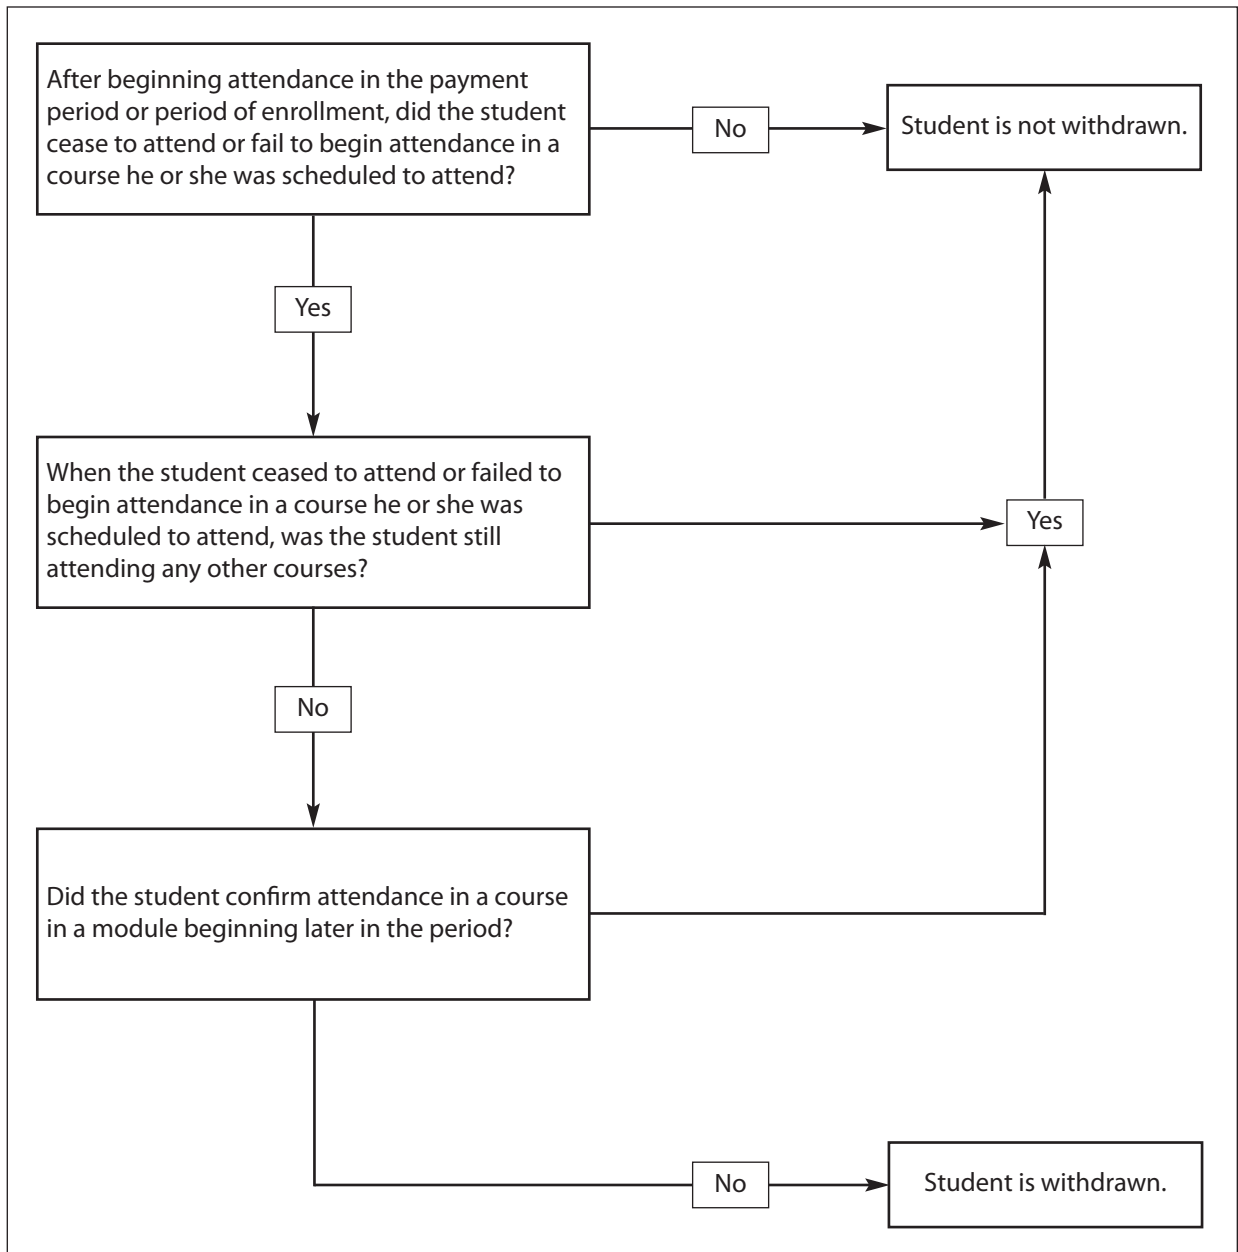 After beginning attendance in the payment
period or period of enrollment, did the student
cease to attend or fail to begin attendance in a
course he or she was scheduled to attend?
No
Student is not withdrawn.
Yes
When the student ceased to attend or failed to
begin attendance in a course he or she was
scheduled to attend, was the student still
attending any other courses?
Yes
No
Did the student confirm attendance in a course
in a module beginning later in the period?
No
Student is withdrawn.